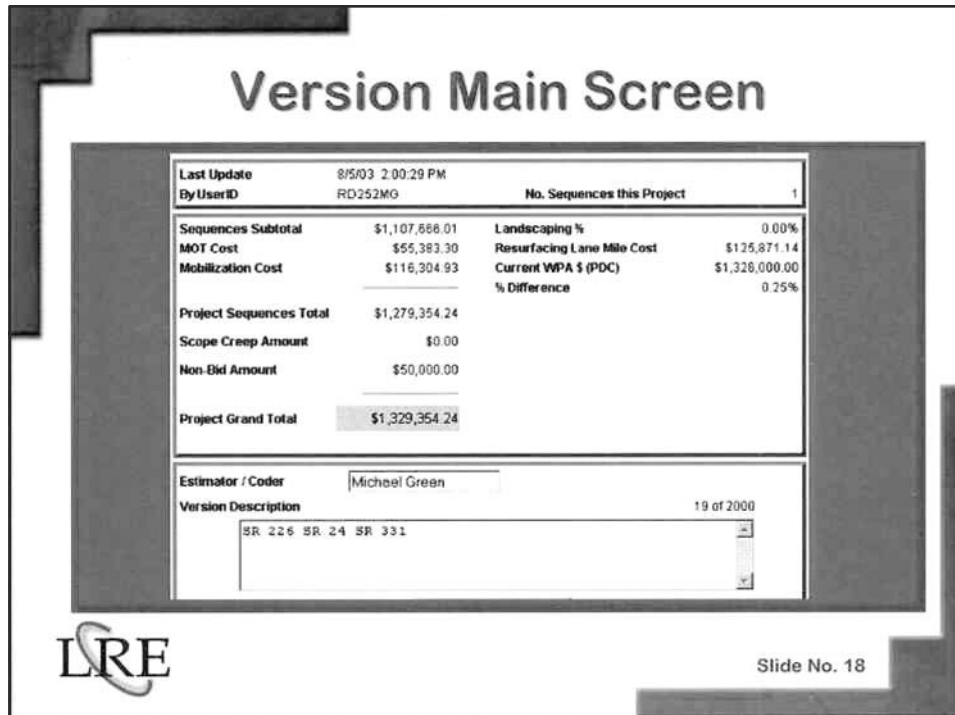 Version Main Screen
Last Update 8/5/03 2:00:29 PM
By UserID RD252MG No. Sequences this Project 1
Sequences Subtotal $1,107,666.01 Landscaping % 0.00%
MOT Cost $55,383.30 Resurfacing Lane Mile Cost $125,871.14
Mobilization Cost $116,304.93 Current WPA $ (PDC) $1,326,000.00
% Difference 0.25%
Project Sequences Total $1,279,354.24
Scope Creep Amount $0.00
Non-Bid Amount $50,000.00
Project Grand Total $1,329,354.24
Estimator / Coder Michael Green
Version Description 19 of 2000
SR 226 SR 24 SR 331
LRE
Slide No. 18